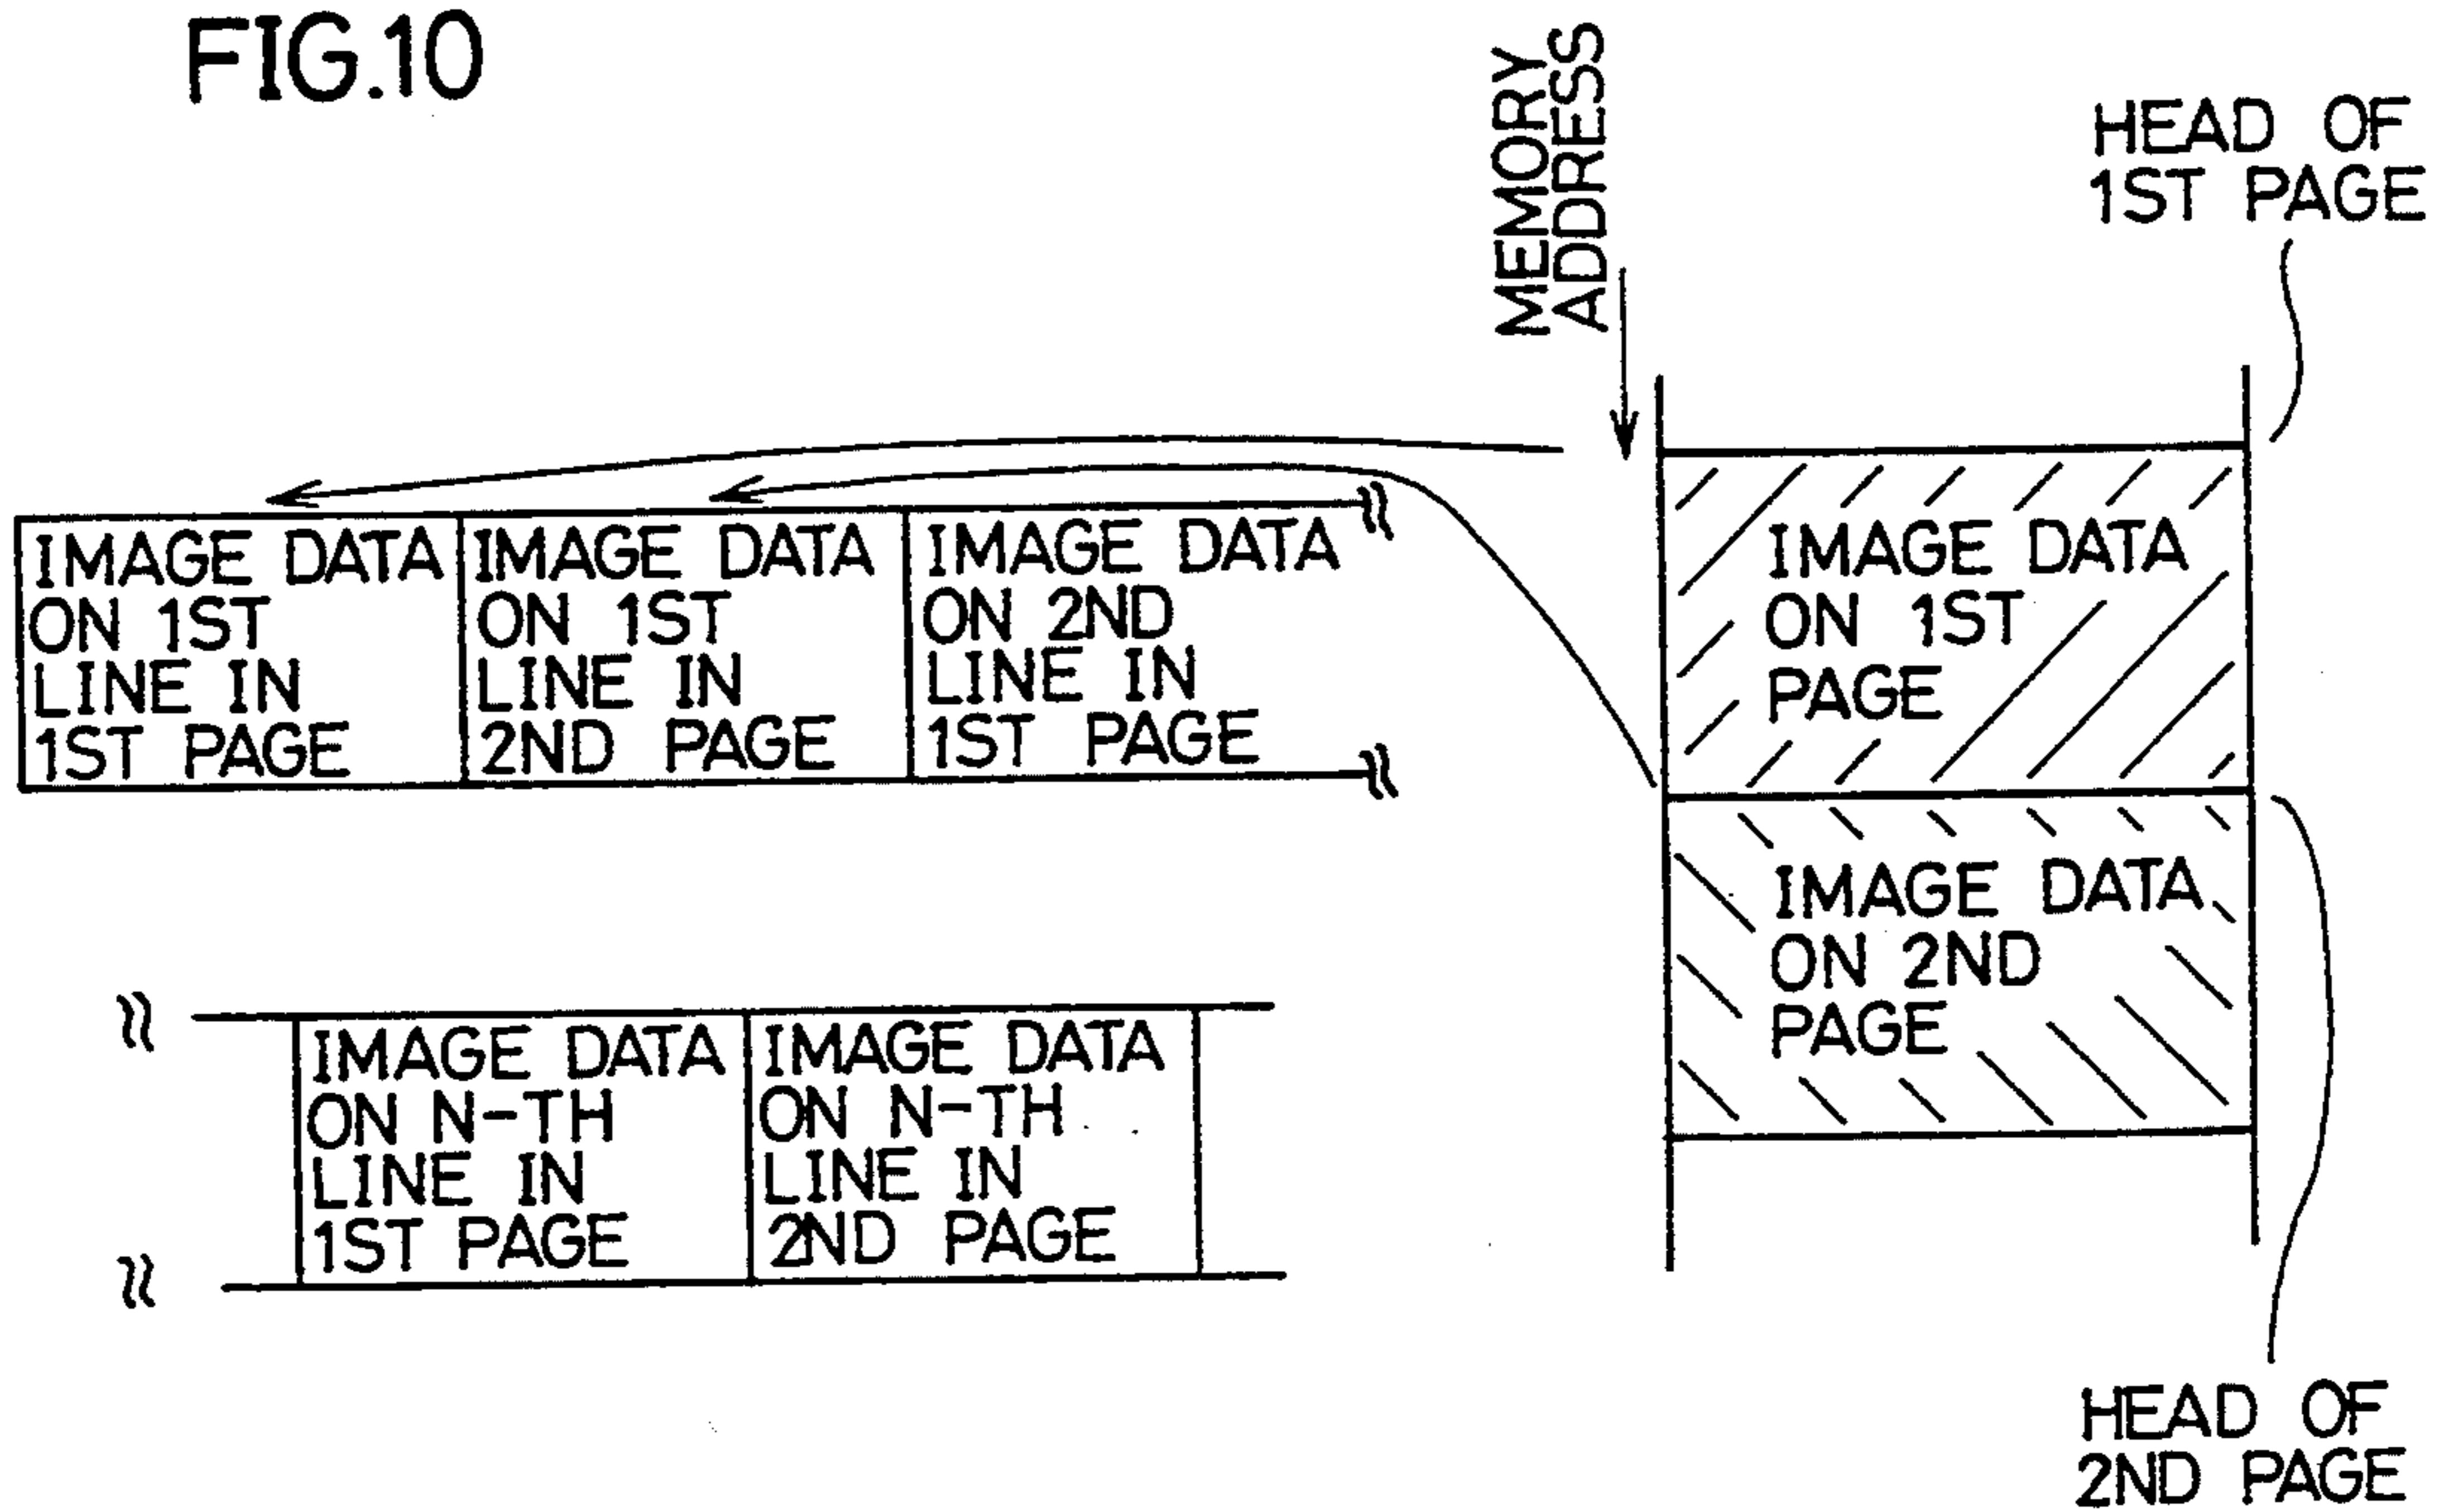 FIG.10
MEMORY
ADDRESS
HEAD OF
1ST PAGE
IMAGE DATA
ON 1ST
LINE IN
1ST PAGE
IMAGE DATA
ON 1ST
LINE IN
2ND PAGE
IMAGE DATA
ON 2ND
LINE IN
1ST PAGE
IMAGE DATA
ON 1ST
PAGE
IMAGE DATA
ON 2ND
PAGE
IMAGE DATA
ON N-TH
LINE IN
1ST PAGE
IMAGE DATA
ON N-TH
LINE IN
2ND PAGE
HEAD OF
2ND PAGE